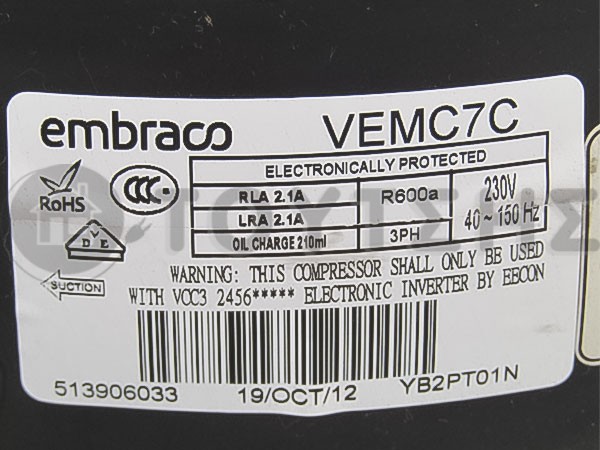 embraco VEMC7C
ELECTRONICALLY PROTECTED
RoHS
CCC
RLA 2.1A R600a 230V
LRA 2.1A 40~150 Hz
OIL CHARGE 210ml 3PH
D V E
SUCTION
WARNING: THIS COMPRESSOR SHALL ONLY BE USED
WITH VCC3 2456***** ELECTRONIC INVERTER BY EECON
513906033 19/OCT/12 YB2PT01N
ΤΟΥΤΣΗΣ